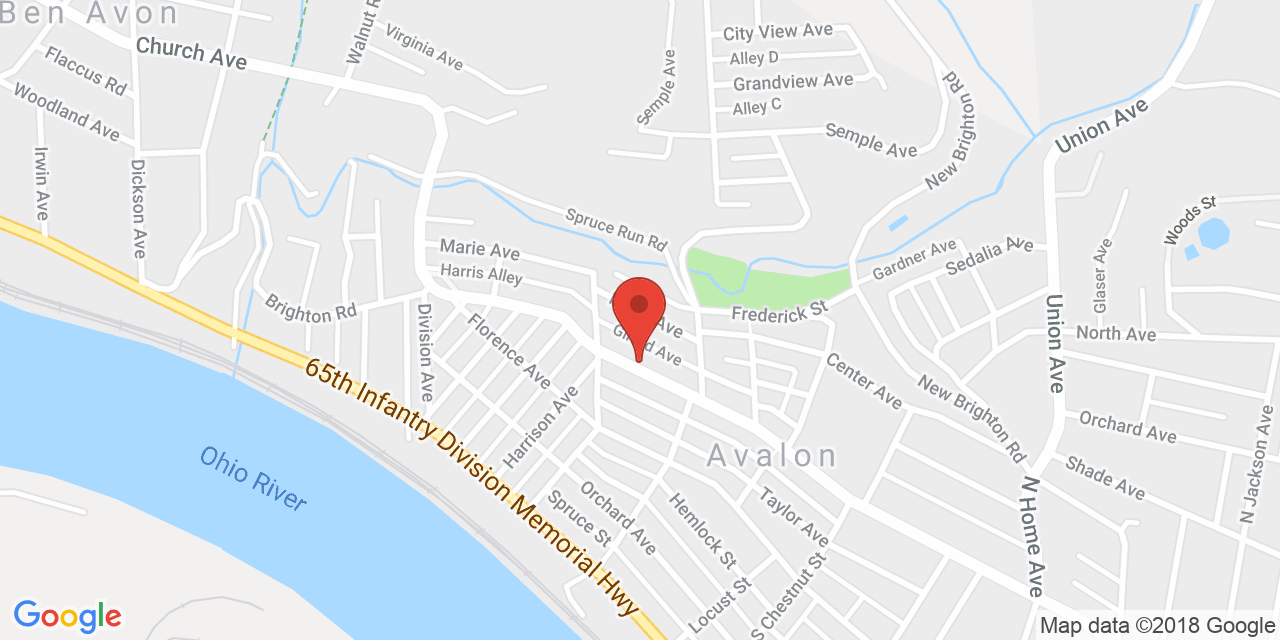 Ben Avon
Church Ave
Walnut R
Virginia Ave
Flaccus Rd
Woodland Ave
Irwin Ave
Dickson Ave
City View Ave
Alley D
Grandview Ave
Alley C
Semple Ave
Semple Ave
New Brighton Rd
Union Ave
Woods St
Spruce Run Rd
Marie Ave
Harris Alley
Gardner Ave
Sedalia Ave
Glaser Ave
Brighton Rd
Division Ave
Florence Ave
Ave
Ave
Frederick St
Union Ave
North Ave
65th Infantry Division Memorial Hwy
Harrison Ave
Center Ave
New Brighton Rd
Orchard Ave
Avalon
Ohio River
Shade Ave
N Jackson Ave
N Home Ave
Spruce St
Orchard Ave
Hemlock St
Taylor Ave
Locust St
S Chestnut St
Google
Map data ©2018 Google